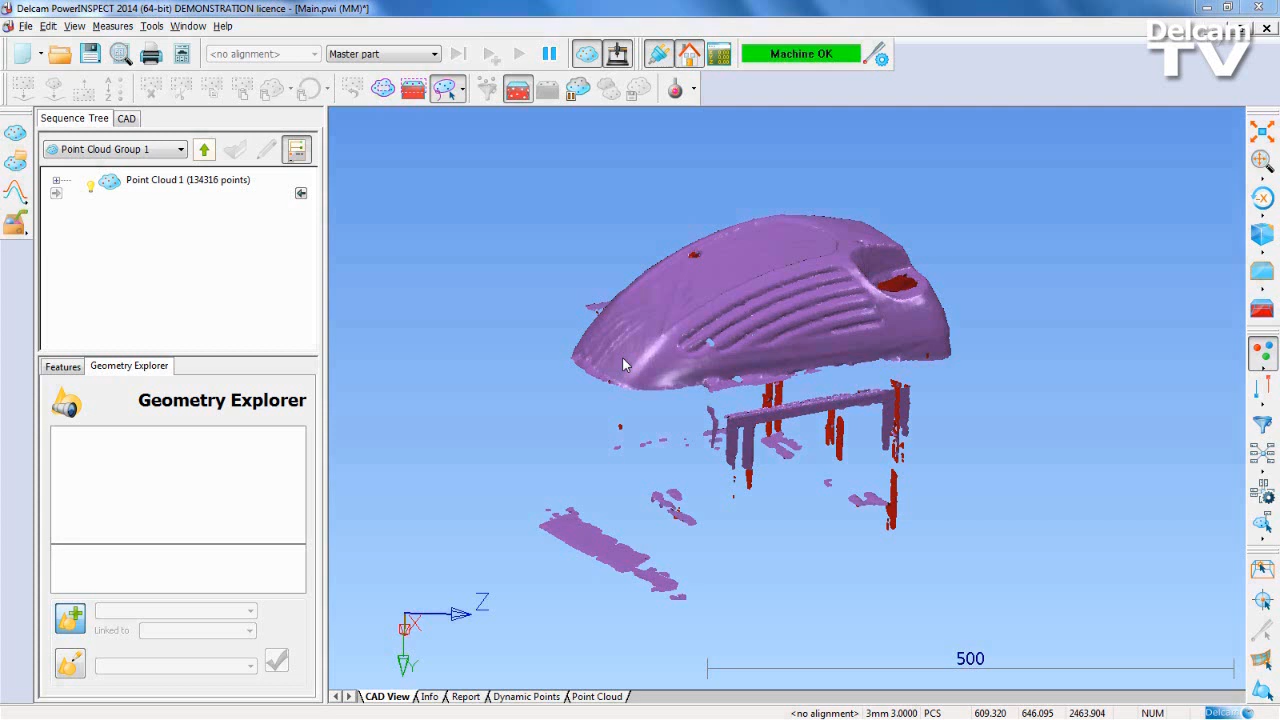 Delcam PowerINSPECT 2014 (64-bit) DEMONSTRATION licence - [Main.pwi (MM)*]
File Edit View Measures Tools Window Help
Delcam TV
<no alignment> Master part Machine OK
Sequence Tree CAD
Point Cloud Group 1
Point Cloud 1 (134316 points)
Features Geometry Explorer
Geometry Explorer
Linked to
Z
X
Y
500
CAD View Info Report Dynamic Points Point Cloud
<no alignment> 3mm 3.0000 PCS 609.320 646.095 2463.904 NUM Delcam